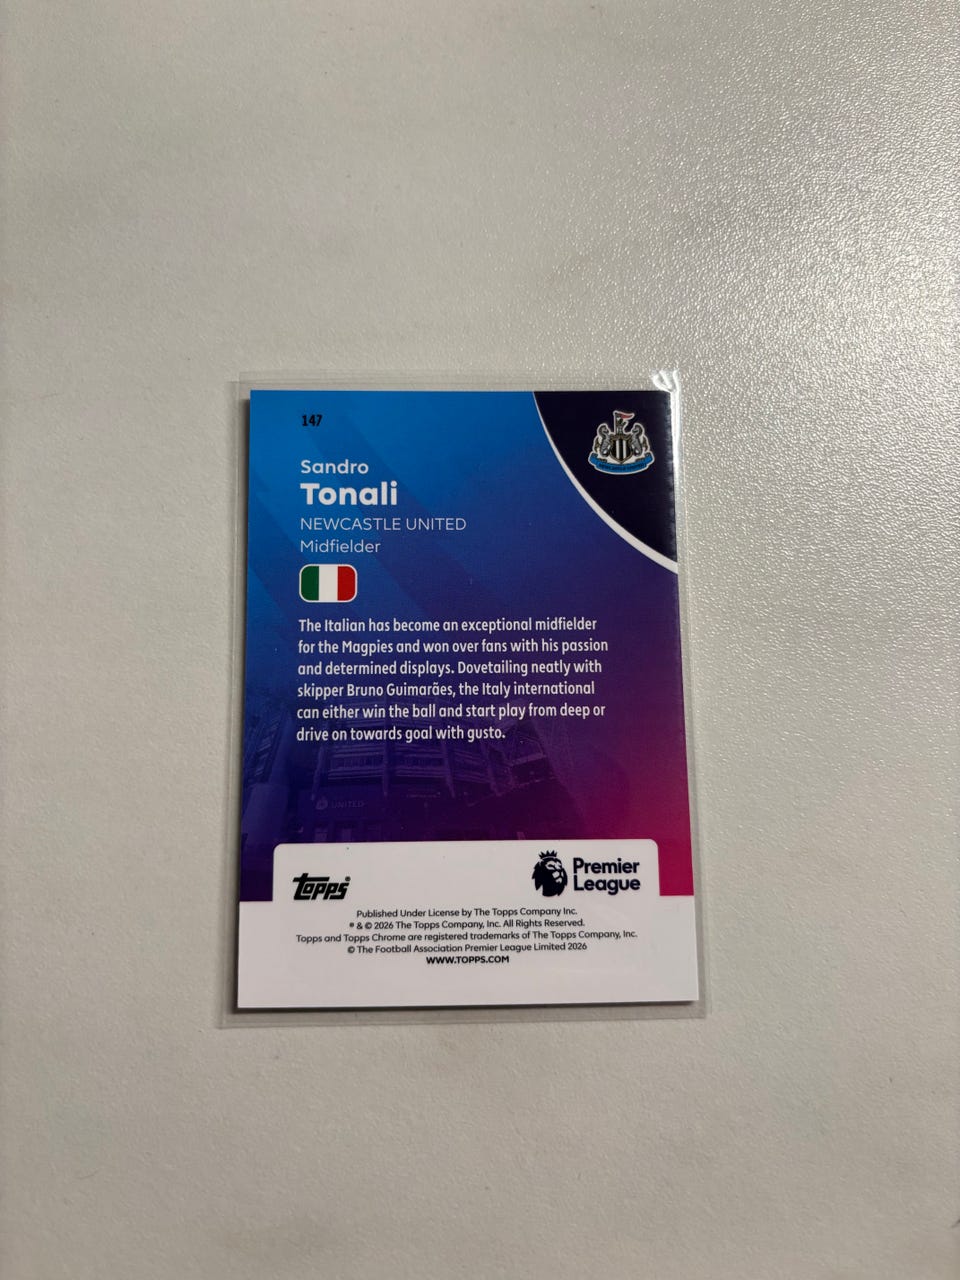 147
Sandro
Tonali
NEWCASTLE UNITED
Midfielder
The Italian has become an exceptional midfielder
for the Magpies and won over fans with his passion
and determined displays. Dovetailing neatly with
skipper Bruno Guimarães, the Italy international
can either win the ball and start play from deep or
drive on towards goal with gusto.
UNITED
Topps®
Premier
League
Published Under License by The Topps Company Inc.
® & © 2026 The Topps Company, Inc. All Rights Reserved.
Topps and Topps Chrome are registered trademarks of The Topps Company, Inc.
© The Football Association Premier League Limited 2026
WWW.TOPPS.COM